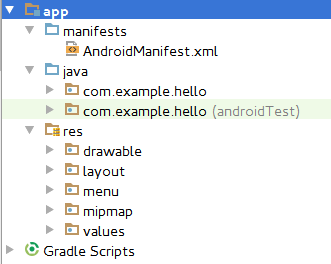 app
manifests
AndroidManifest.xml
java
com.example.hello
com.example.hello (androidTest)
res
drawable
layout
menu
mipmap
values
Gradle Scripts